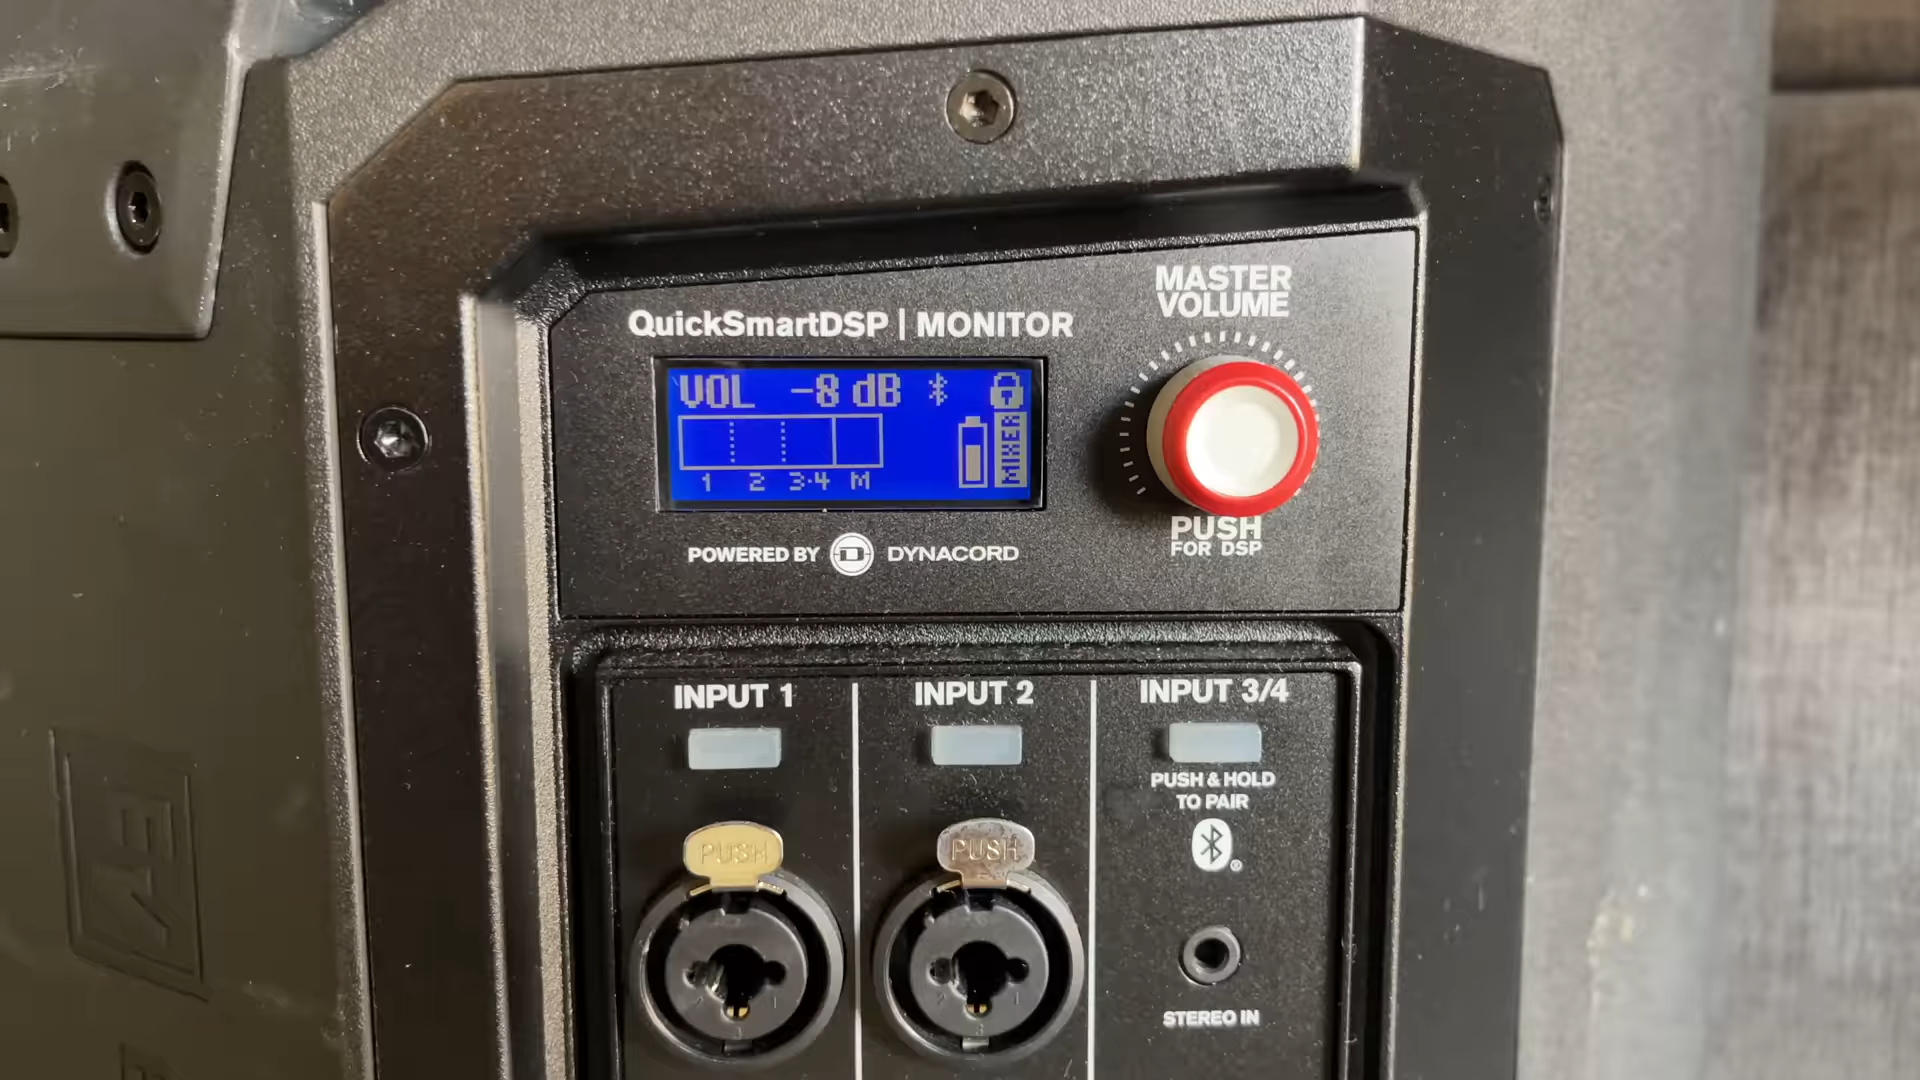 QuickSmartDSP | MONITOR
MASTER
VOLUME
VOL -8 dB
MIXER
1 2 3·4 M
PUSH
FOR DSP
POWERED BY DYNACORD
INPUT 1
INPUT 2
INPUT 3/4
PUSH & HOLD
TO PAIR
PUSH
PUSH
STEREO IN
EV